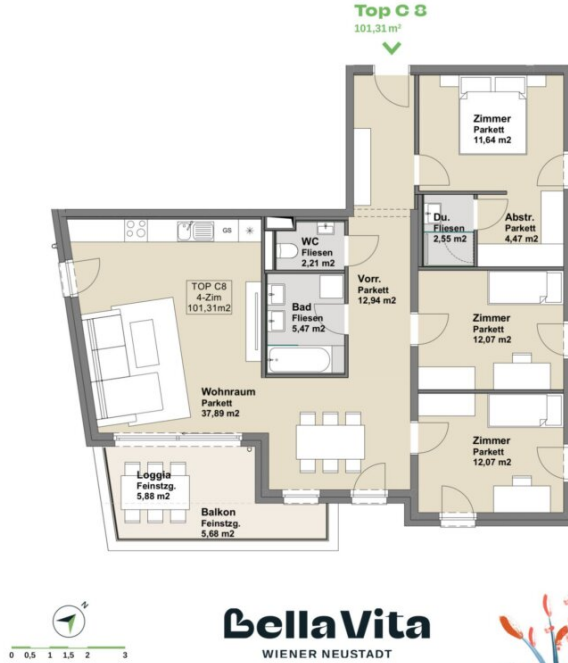 Top C 8
101,31 m²
Zimmer
Parkett
11,64 m2
Du.
Fliesen
2,55 m2
Abstr.
Parkett
4,47 m2
WC
Fliesen
2,21 m2
GS
TOP C8
4-Zim
101,31m2
Vorr.
Parkett
12,94 m2
Bad
Fliesen
5,47 m2
Zimmer
Parkett
12,07 m2
Wohnraum
Parkett
37,89 m2
Zimmer
Parkett
12,07 m2
Loggia
Feinstzg.
5,88 m2
Balkon
Feinstzg.
5,68 m2
N
0 0,5 1 1,5 2 3
BellaVita
WIENER NEUSTADT